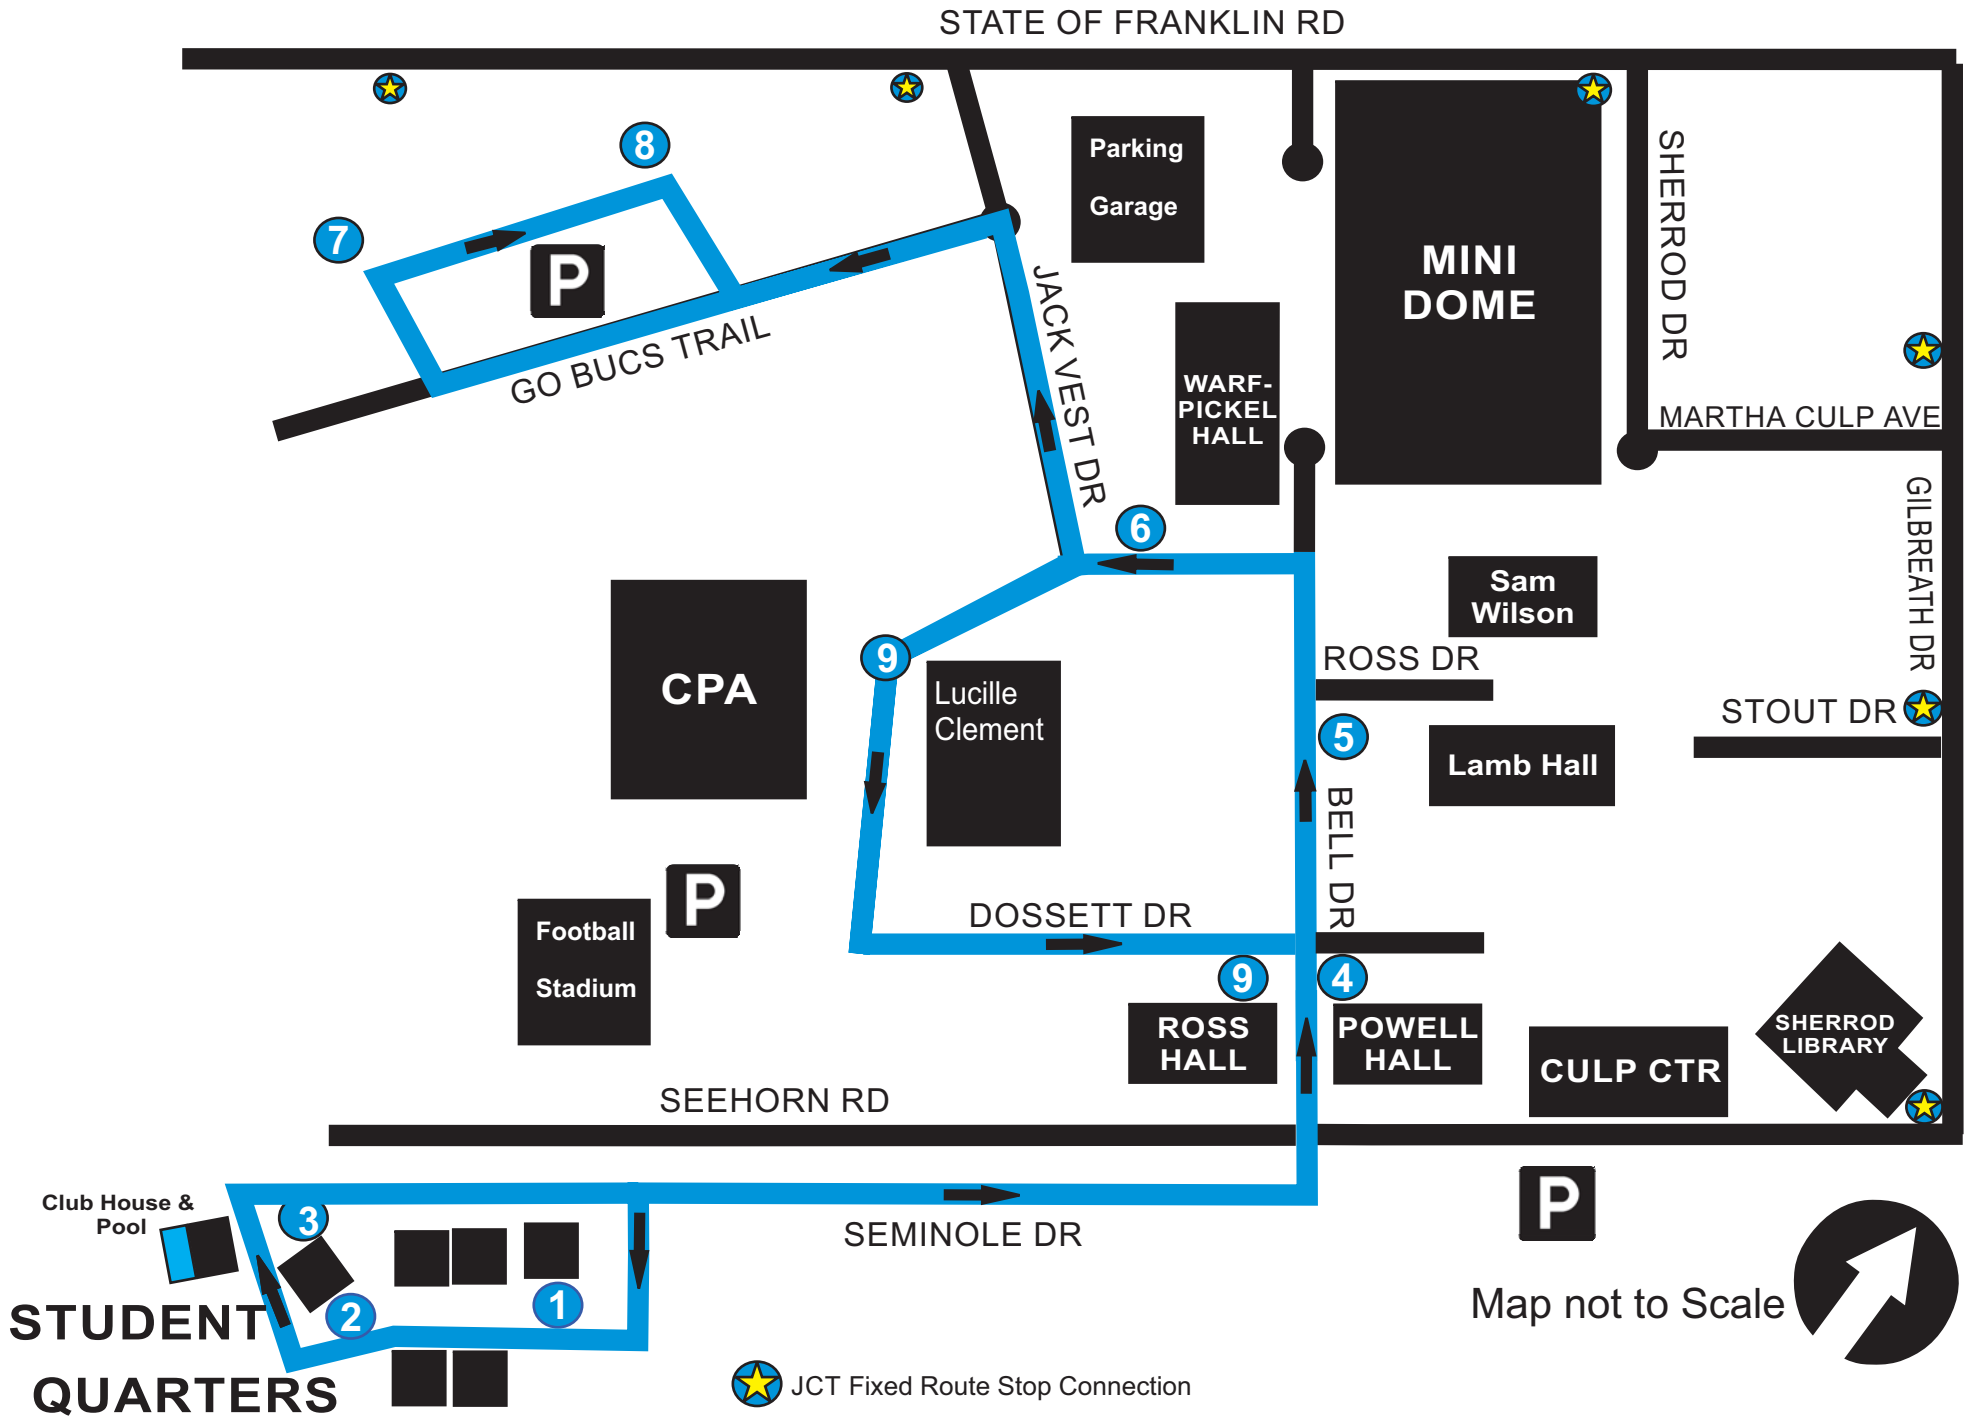 STATE OF FRANKLIN RD
8
7
P
GO BUCS TRAIL
JACK VEST DR
Parking
Garage
MINI
DOME
SHERROD DR
WARF-
PICKEL
HALL
MARTHA CULP AVE
GILBREATH DR
6
Sam
Wilson
9
CPA
Lucille
Clement
ROSS DR
STOUT DR
5
Lamb Hall
BELL DR
P
Football
Stadium
DOSSETT DR
9
4
ROSS
HALL
POWELL
HALL
CULP CTR
SHERROD
LIBRARY
SEEHORN RD
Club House &
Pool
3
SEMINOLE DR
P
2
1
STUDENT
QUARTERS
Map not to Scale
JCT Fixed Route Stop Connection